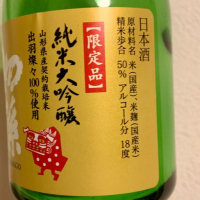 日本酒
原材料名 米(国産)、米麹(国産米)
精米歩合 50% アルコール分 18度
【限定品】
純米大吟醸
山形県産契約栽培米
出羽燦々100%使用